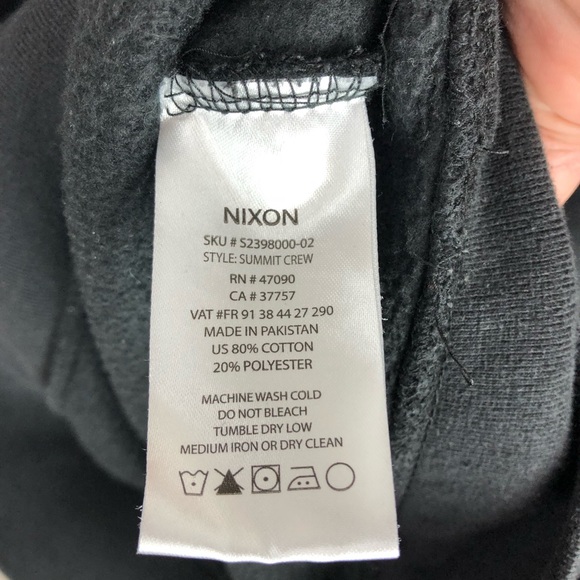 NIXON
SKU # S2398000-02
STYLE: SUMMIT CREW
RN # 47090
CA # 37757
VAT #FR 91 38 44 27 290
MADE IN PAKISTAN
US 80% COTTON
20% POLYESTER
MACHINE WASH COLD
DO NOT BLEACH
TUMBLE DRY LOW
MEDIUM IRON OR DRY CLEAN